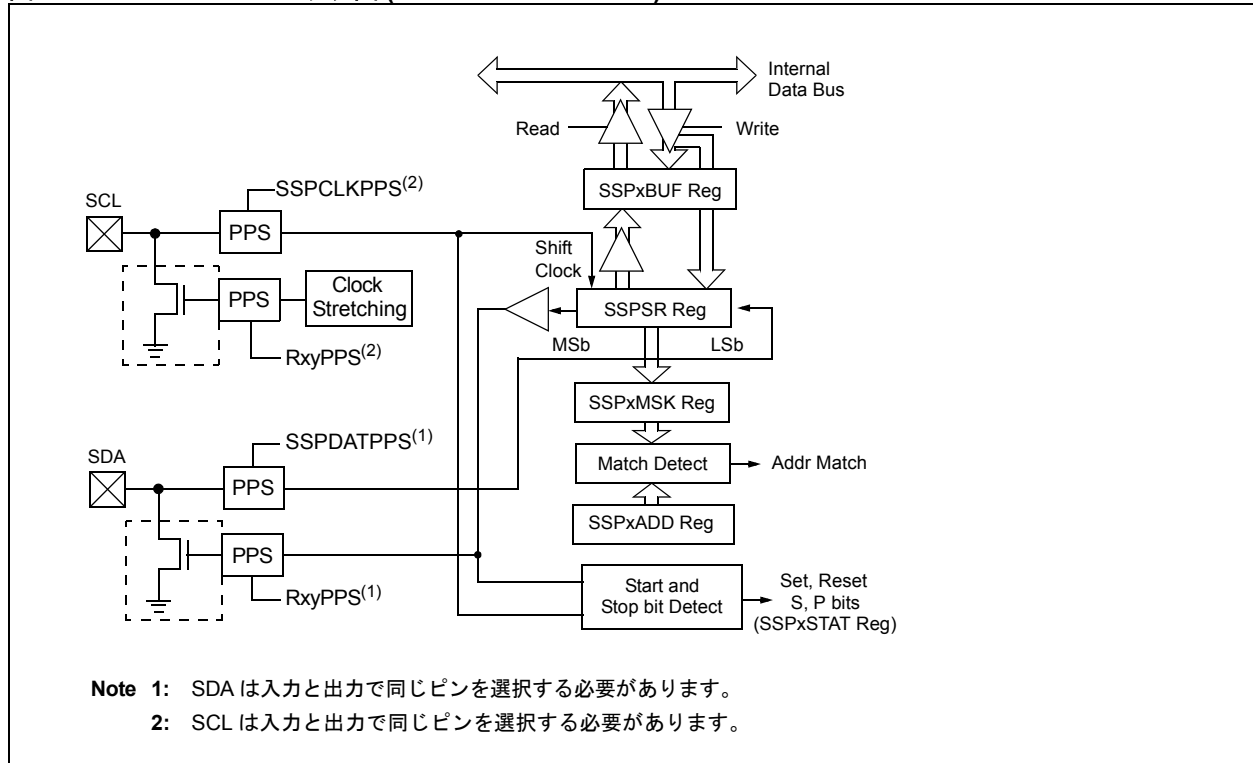 Internal
Data Bus
Read
Write
SSPxBUF Reg
SSPCLKPPS(2)
SCL
PPS
Shift
Clock
PPS
Clock
Stretching
SSPSR Reg
MSb
LSb
RxyPPS(2)
SSPxMSK Reg
SSPDATPPS(1)
SDA
PPS
Match Detect
Addr Match
SSPxADD Reg
PPS
RxyPPS(1)
Start and
Stop bit Detect
Set, Reset
S, P bits
(SSPxSTAT Reg)
Note 1: SDA は入力と出力で同じピンを選択する必要があります。
2: SCL は入力と出力で同じピンを選択する必要があります。